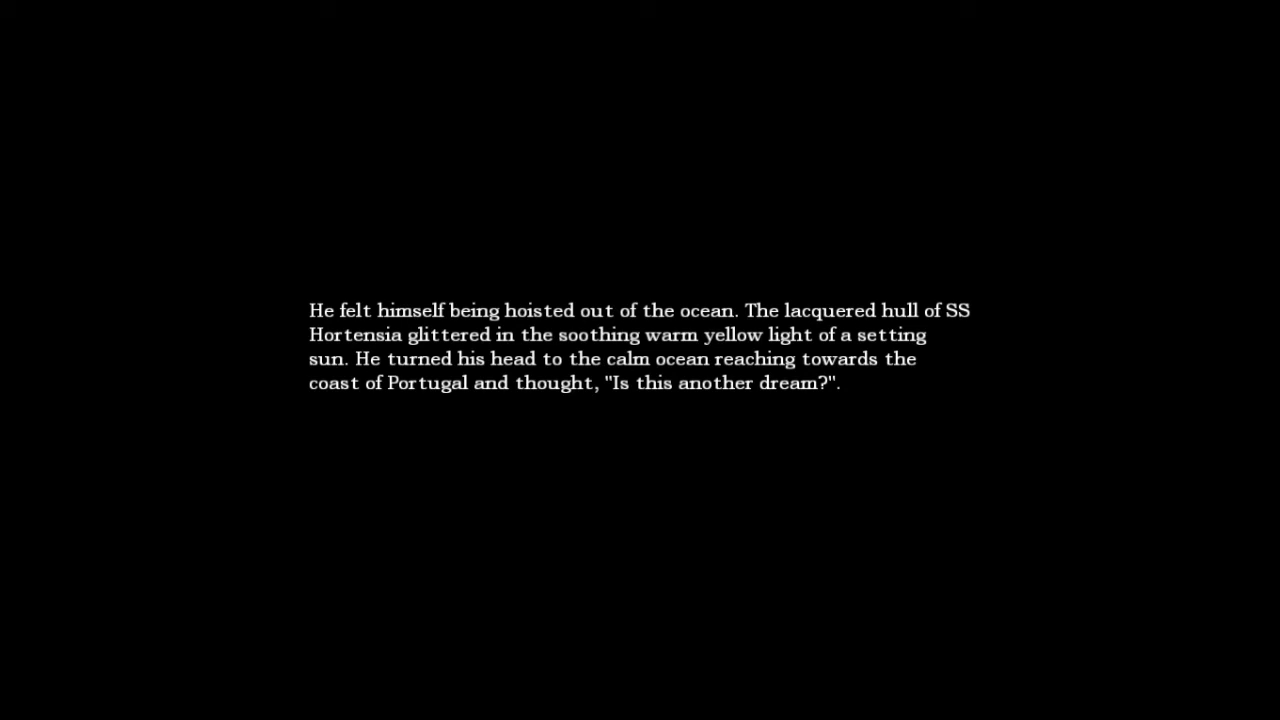 He felt himself being hoisted out of the ocean. The lacquered hull of SS
Hortensia glittered in the soothing warm yellow light of a setting
sun. He turned his head to the calm ocean reaching towards the
coast of Portugal and thought, "Is this another dream?".